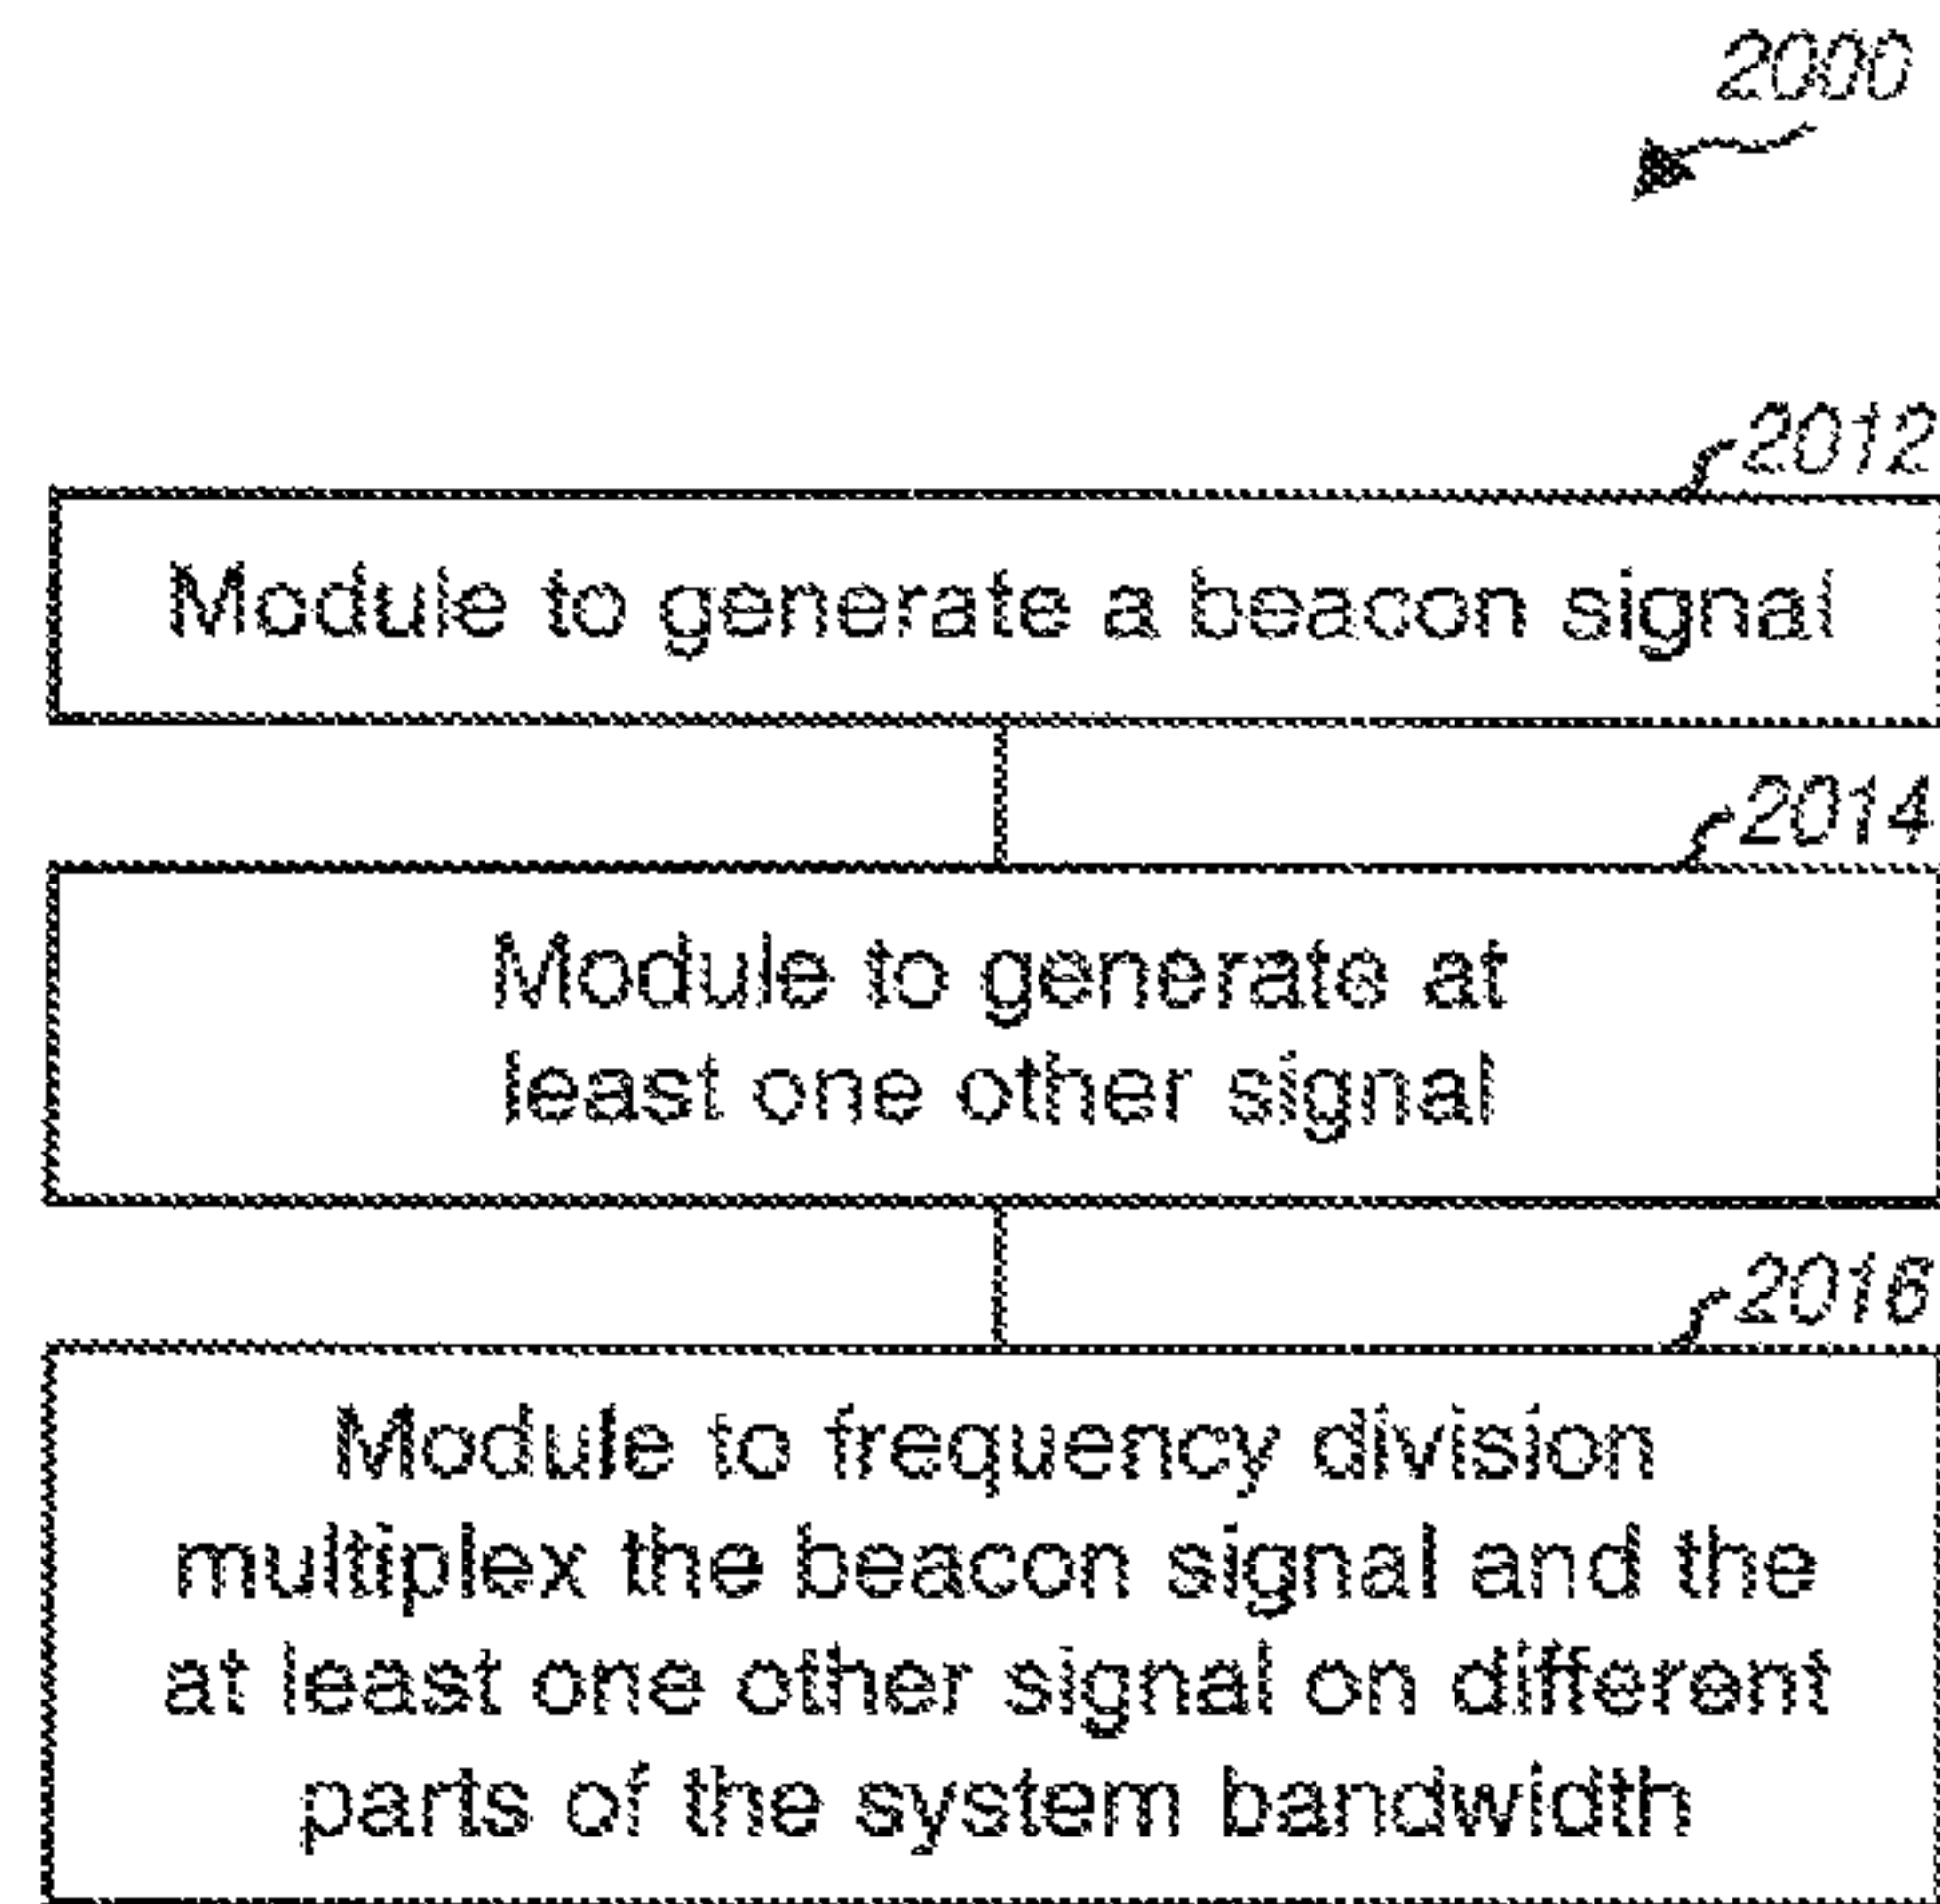 2000
2012
Module to generate a beacon signal
2014
Module to generate at
least one other signal
2016
Module to frequency division
multiplex the beacon signal and the
at least one other signal on different
parts of the system bandwidth